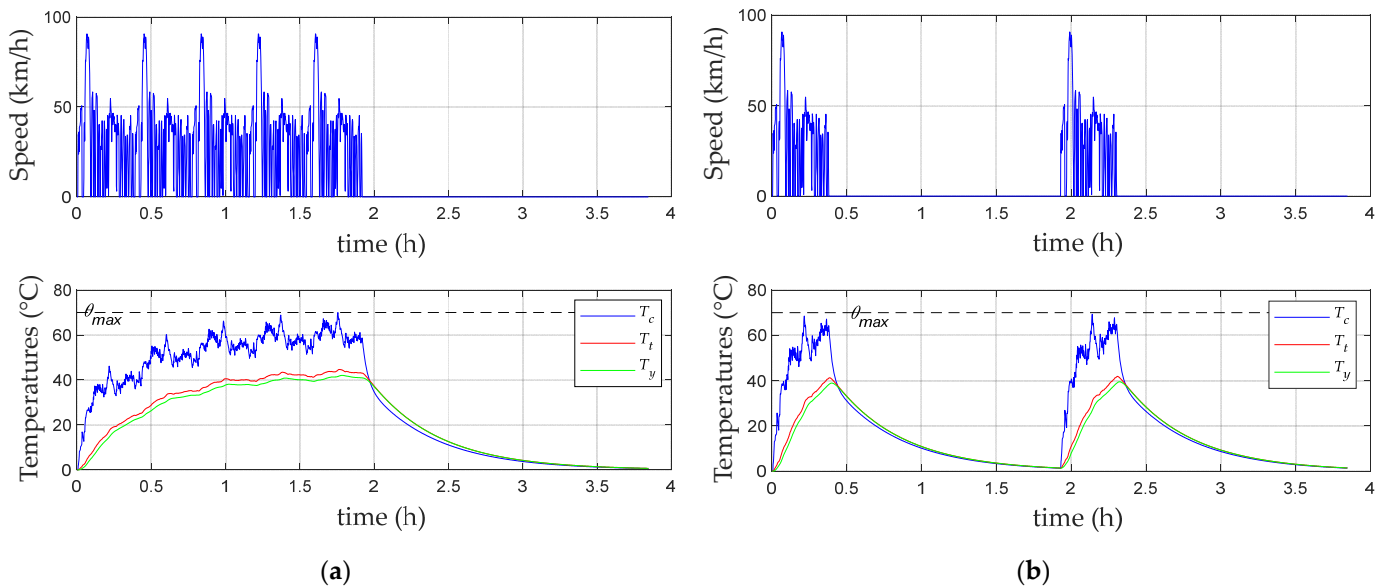 100
50
0
Speed (km/h)
0 0.5 1 1.5 2 2.5 3 3.5 4
time (h)
80
60
40
20
0
Temperatures (°C)
θmax
Tc
Tt
Ty
0 0.5 1 1.5 2 2.5 3 3.5 4
time (h)
(a)
100
50
0
Speed (km/h)
0 0.5 1 1.5 2 2.5 3 3.5 4
time (h)
80
60
40
20
0
Temperatures (°C)
θmax
Tc
Tt
Ty
0 0.5 1 1.5 2 2.5 3 3.5 4
time (h)
(b)